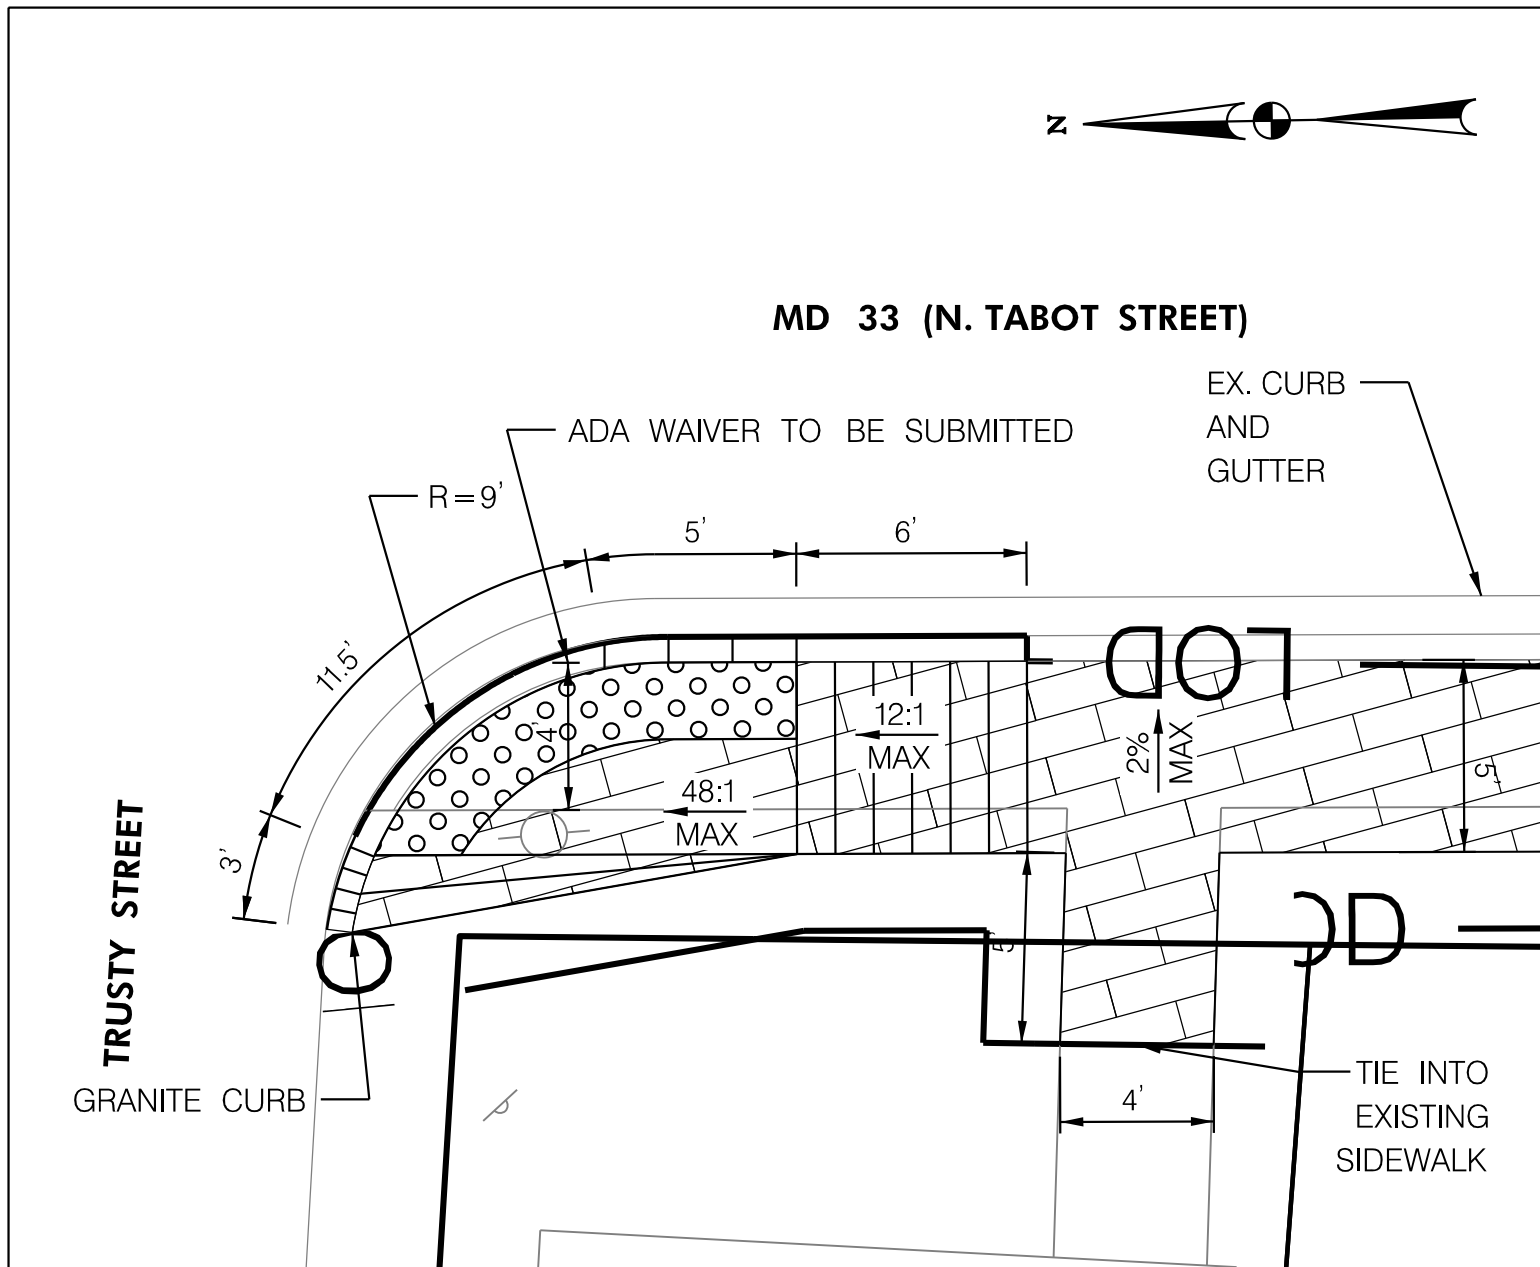 N
MD 33 (N. TABOT STREET)
EX. CURB
AND
GUTTER
ADA WAIVER TO BE SUBMITTED
R=9'
5'
6'
11.5'
LOD
4'
12:1
MAX
2%
MAX
5'
48:1
MAX
3'
TRUSTY STREET
5'
GRANITE CURB
4'
TIE INTO
EXISTING
SIDEWALK